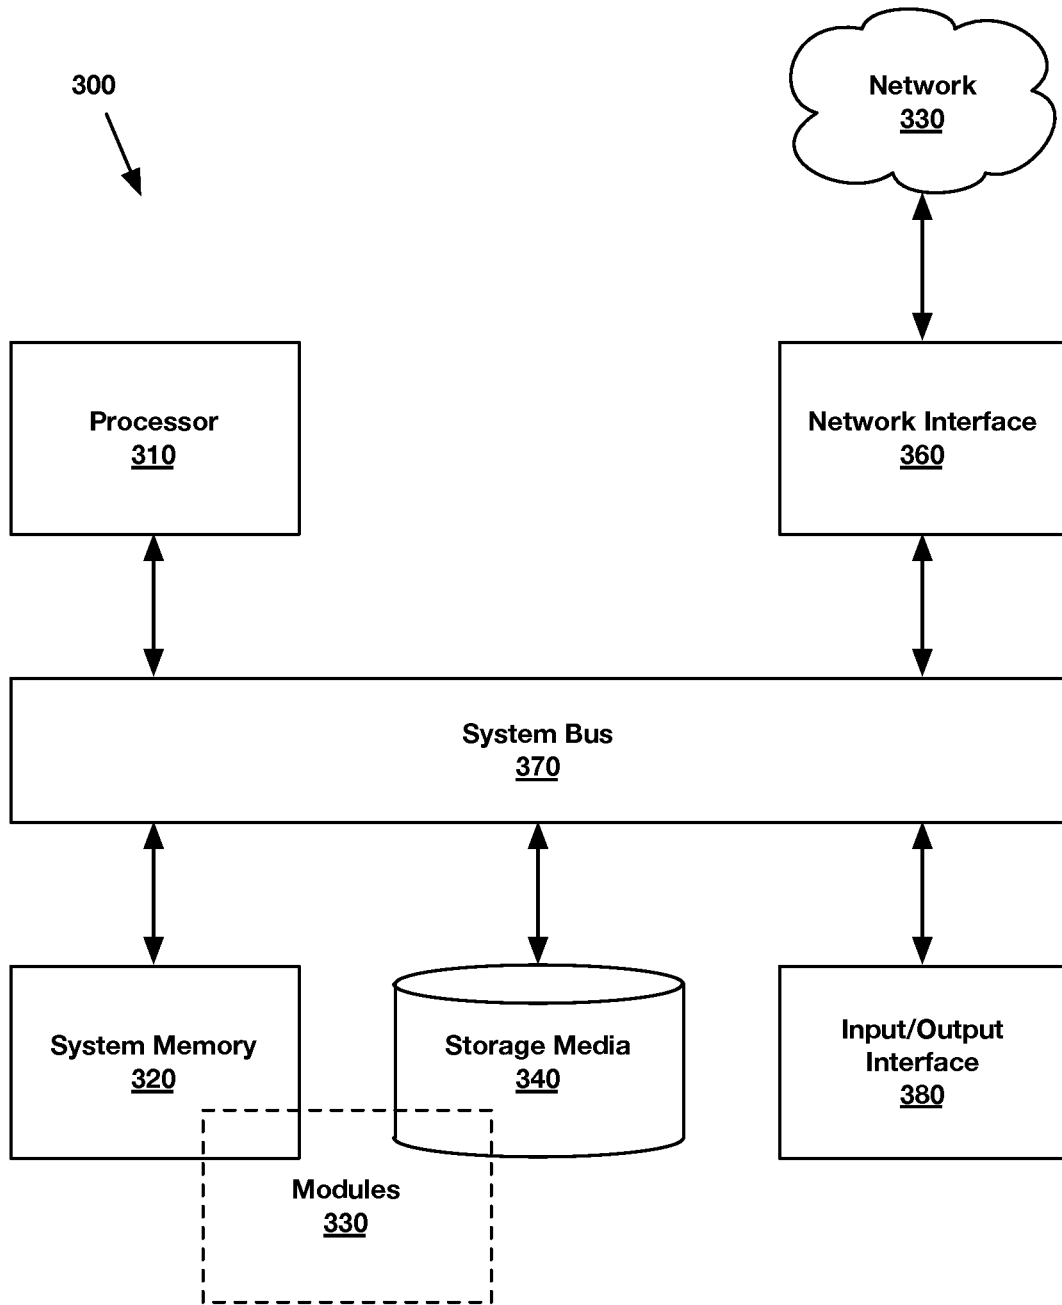 300
Network
330
Processor
310
Network Interface
360
System Bus
370
System Memory
320
Storage Media
340
Input/Output
Interface
380
Modules
330